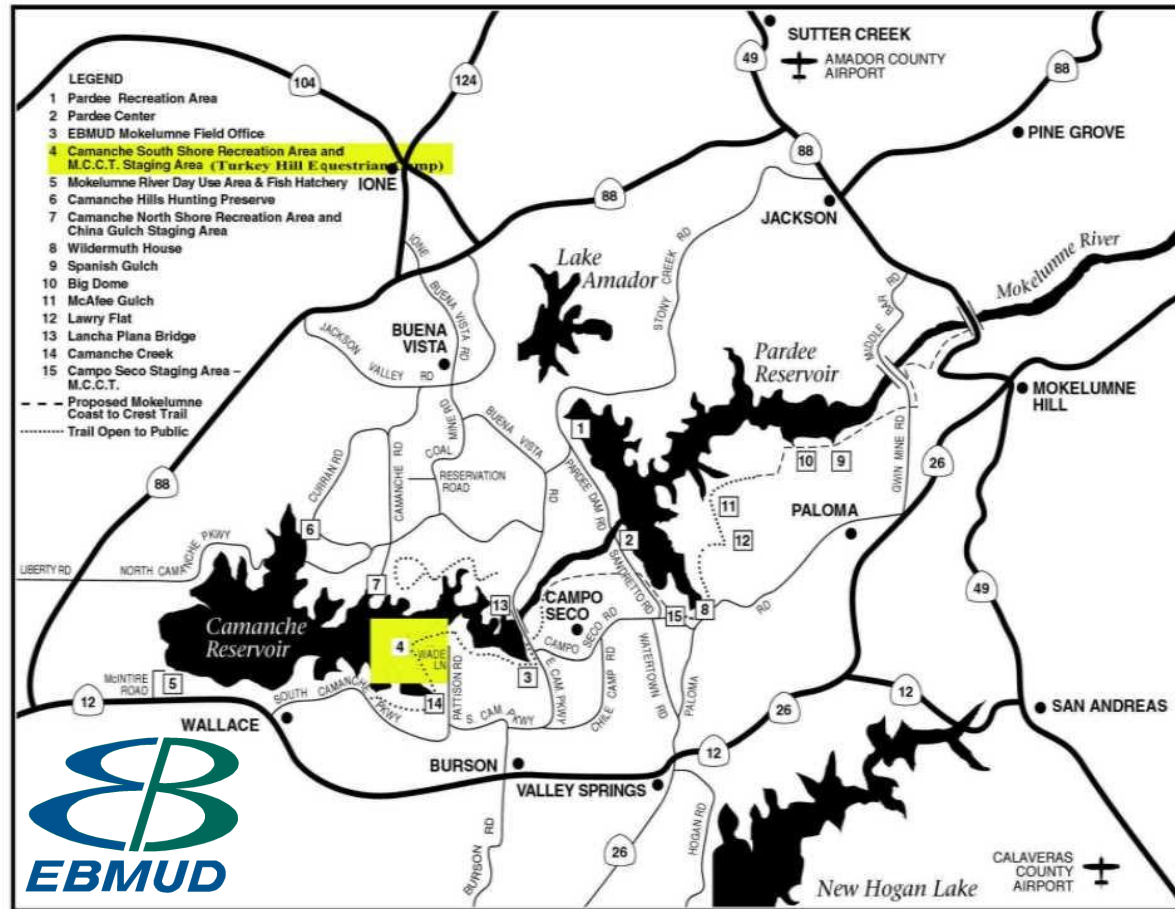 LEGEND
1 Pardee Recreation Area
2 Pardee Center
3 EBMUD Mokelumne Field Office
4 Camanche South Shore Recreation Area and
M.C.C.T. Staging Area (Turkey Hill Equestrian Camp)
5 Mokelumne River Day Use Area & Fish Hatchery
6 Camanche Hills Hunting Preserve
7 Camanche North Shore Recreation Area and
China Gulch Staging Area
8 Wildermuth House
9 Spanish Gulch
10 Big Dome
11 McAfee Gulch
12 Lawry Flat
13 Lancha Plana Bridge
14 Camanche Creek
15 Campo Seco Staging Area –
M.C.C.T.
Proposed Mokelumne
Coast to Crest Trail
Trail Open to Public
104
124
49
SUTTER CREEK
AMADOR COUNTY
AIRPORT
88
PINE GROVE
IONE
88
88
JACKSON
Mokelumne River
Lake
Amador
STONY CREEK RD
MIDDLE BAR RD
IONE
BUENA VISTA RD
JACKSON
VALLEY RD
BUENA
VISTA
Pardee
Reservoir
MOKELUMNE
HILL
1
COAL
MINE RD
BUENA VISTA
RD
PARDEE DAM RD
10
9
GWIN MINE RD
26
88
CURRAN RD
CAMANCHE RD
RESERVATION
ROAD
11
12
PALOMA
6
2
LIBERTY RD
NORTH CAMANCHE PKWY
7
13
SANDRETTO RD
CAMPO
SECO
15
8
RD
49
Camanche
Reservoir
4
WADE
LN
CAMPO SECO RD
3
McINTIRE
ROAD
5
SOUTH CAMANCHE PKWY
14
PATTISON RD
S. CAM PKWY
E CAM PKWY
CHILE CAMP RD
WATERTOWN RD
PALOMA
12
WALLACE
26
12
SAN ANDREAS
BURSON
12
VALLEY SPRINGS
BURSON RD
26
HOGAN RD
New Hogan Lake
CALAVERAS
COUNTY
AIRPORT
EBMUD